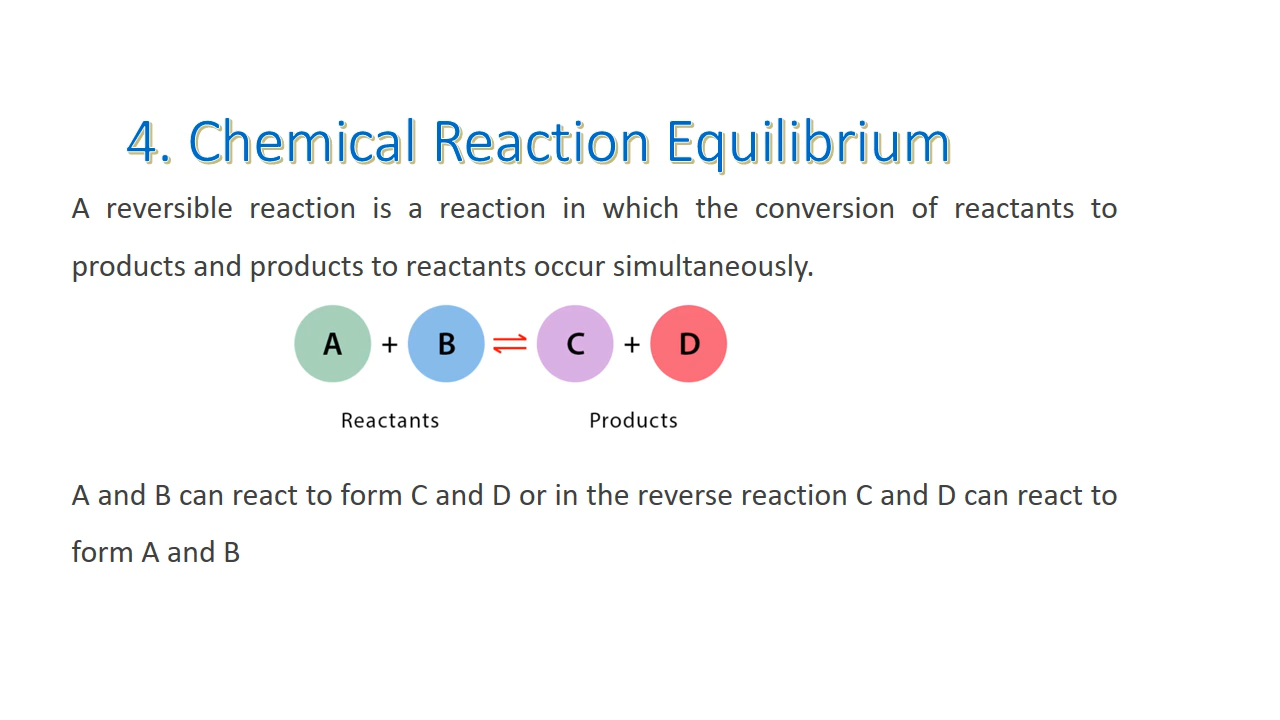 4. Chemical Reaction Equilibrium
A reversible reaction is a reaction in which the conversion of reactants to
products and products to reactants occur simultaneously.
A + B ⇌ C + D
Reactants Products
A and B can react to form C and D or in the reverse reaction C and D can react to
form A and B